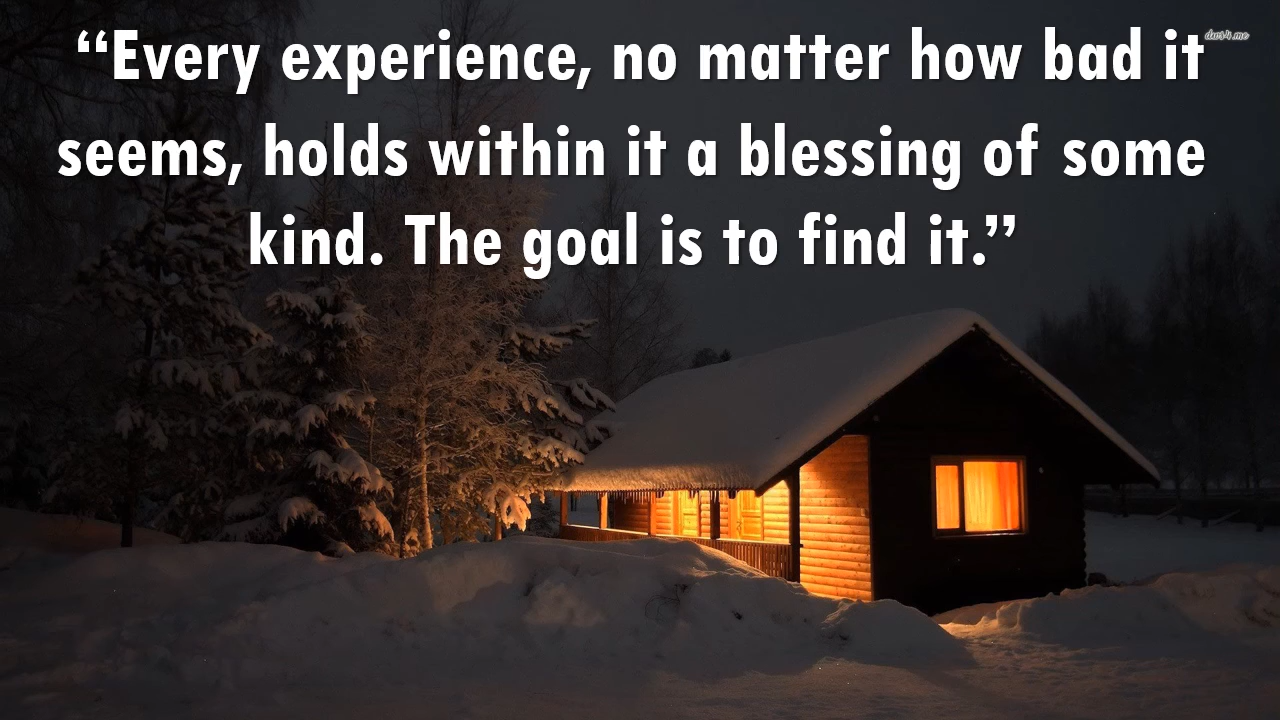 “Every experience, no matter how bad it
seems, holds within it a blessing of some
kind. The goal is to find it.”